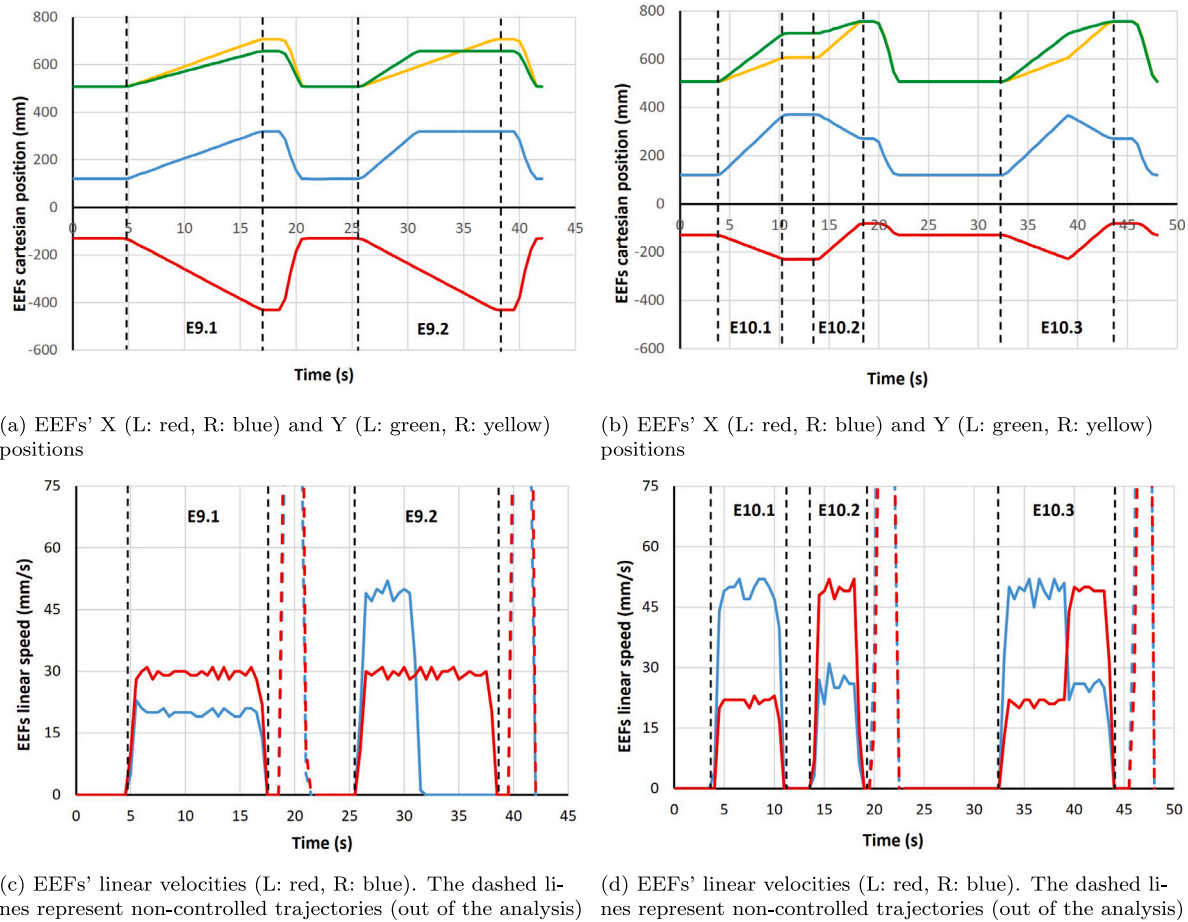 800
600
400
200
0
-200
-400
-600
0 5 10 15 20 25 30 35 40 45
EEFs cartesian position (mm)
E9.1
E9.2
Time (s)
(a) EEFs' X (L: red, R: blue) and Y (L: green, R: yellow)
positions
800
600
400
200
0
-200
-400
-600
0 5 10 15 20 25 30 35 40 45 50
EEFs cartesian position (mm)
E10.1
E10.2
E10.3
Time (s)
(b) EEFs' X (L: red, R: blue) and Y (L: green, R: yellow)
positions
75
60
45
30
15
0
0 5 10 15 20 25 30 35 40 45
EEFs linear speed (mm/s)
E9.1
E9.2
Time (s)
(c) EEFs' linear velocities (L: red, R: blue). The dashed li-
nes represent non-controlled trajectories (out of the analysis)
75
60
45
30
15
0
0 5 10 15 20 25 30 35 40 45 50
EEFs linear speed (mm/s)
E10.1
E10.2
E10.3
Time (s)
(d) EEFs' linear velocities (L: red, R: blue). The dashed li-
nes represent non-controlled trajectories (out of the analysis)